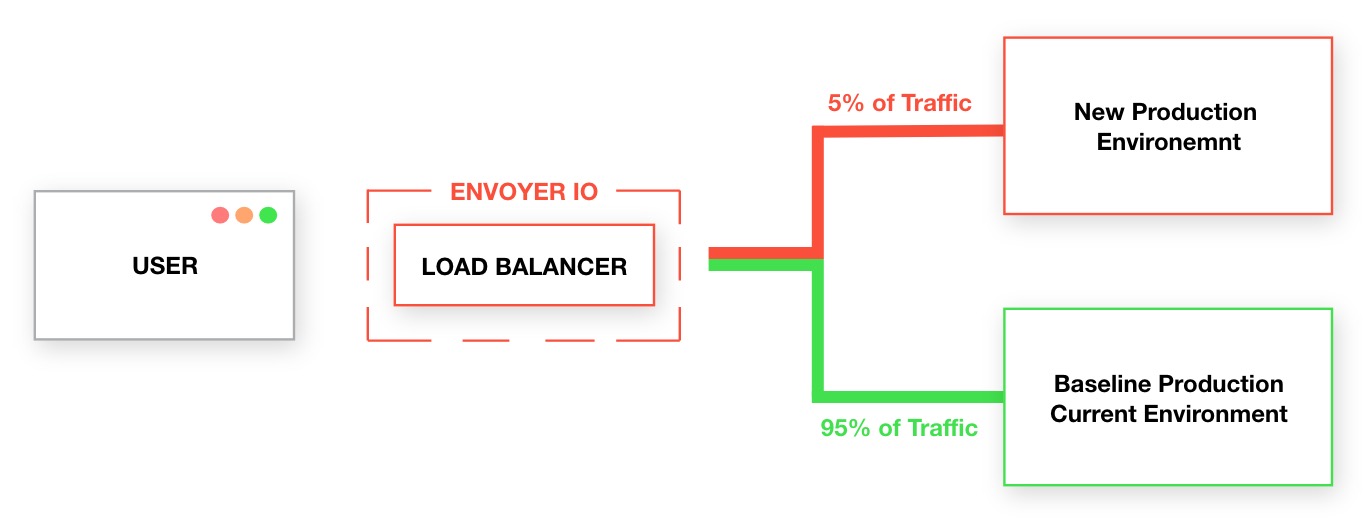 5% of Traffic
New Production
Environemnt
ENVOYER IO
USER
LOAD BALANCER
Baseline Production
Current Environment
95% of Traffic